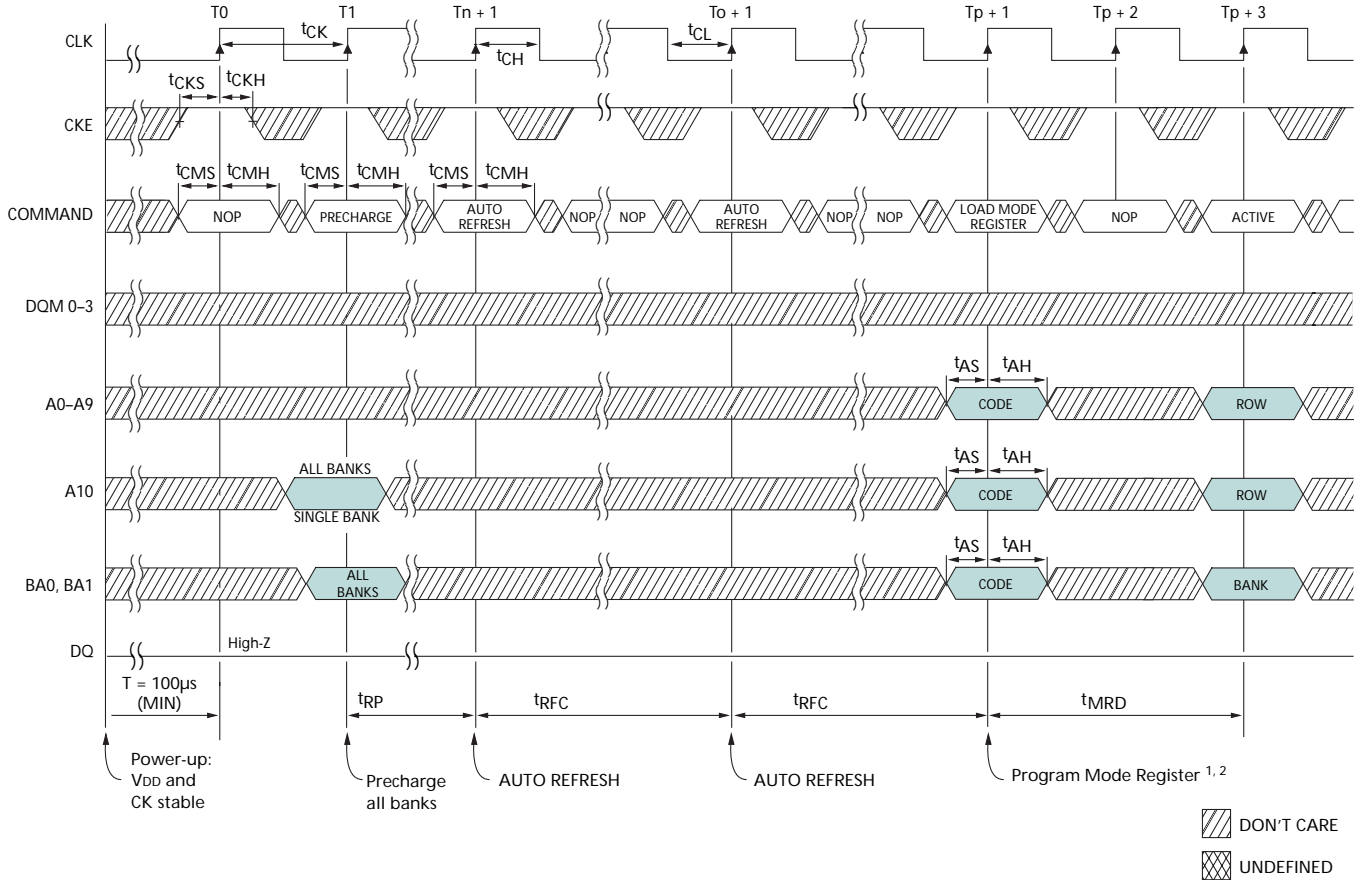 T0 T1 Tn + 1 To + 1 Tp + 1 Tp + 2 Tp + 3
CLK tCK tCH tCL
tCKS tCKH
CKE
tCMS tCMH tCMS tCMH tCMS tCMH
COMMAND NOP PRECHARGE AUTO REFRESH NOP NOP AUTO REFRESH NOP NOP LOAD MODE REGISTER NOP ACTIVE
DQM 0–3
tAS tAH
A0–A9 CODE ROW
ALL BANKS tAS tAH
A10 CODE ROW
SINGLE BANK
tAS tAH
BA0, BA1 ALL BANKS CODE BANK
DQ High-Z
T = 100µs
(MIN) tRP tRFC tRFC tMRD
Power-up:
VDD and
CK stable
Precharge
all banks
AUTO REFRESH
AUTO REFRESH
Program Mode Register 1, 2
DON'T CARE
UNDEFINED